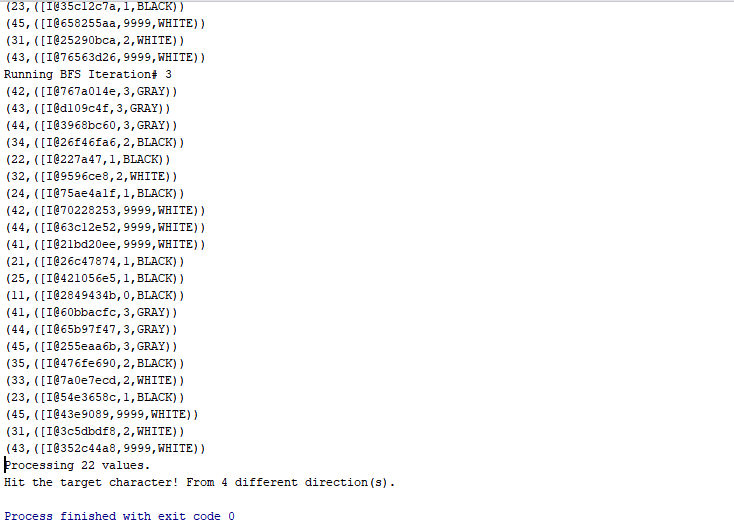 (23,([I@35c12c7a,1,BLACK))
(45,([I@658255aa,9999,WHITE))
(31,([I@25290bca,2,WHITE))
(43,([I@76563d26,9999,WHITE))
Running BFS Iteration# 3
(42,([I@767a014e,3,GRAY))
(43,([I@d109c4f,3,GRAY))
(44,([I@3968bc60,3,GRAY))
(34,([I@26f46fa6,2,BLACK))
(22,([I@227a47,1,BLACK))
(32,([I@9596ce8,2,WHITE))
(24,([I@75ae4a1f,1,BLACK))
(42,([I@70228253,9999,WHITE))
(44,([I@63c12e52,9999,WHITE))
(41,([I@21bd20ee,9999,WHITE))
(21,([I@26c47874,1,BLACK))
(25,([I@421056e5,1,BLACK))
(11,([I@2849434b,0,BLACK))
(41,([I@60bbacfc,3,GRAY))
(44,([I@65b97f47,3,GRAY))
(45,([I@255eaa6b,3,GRAY))
(35,([I@476fe690,2,BLACK))
(33,([I@7a0e7ecd,2,WHITE))
(23,([I@54e3658c,1,BLACK))
(45,([I@43e9089,9999,WHITE))
(31,([I@3c5dbdf8,2,WHITE))
(43,([I@352c44a8,9999,WHITE))
Processing 22 values.
Hit the target character! From 4 different direction(s).
Process finished with exit code 0